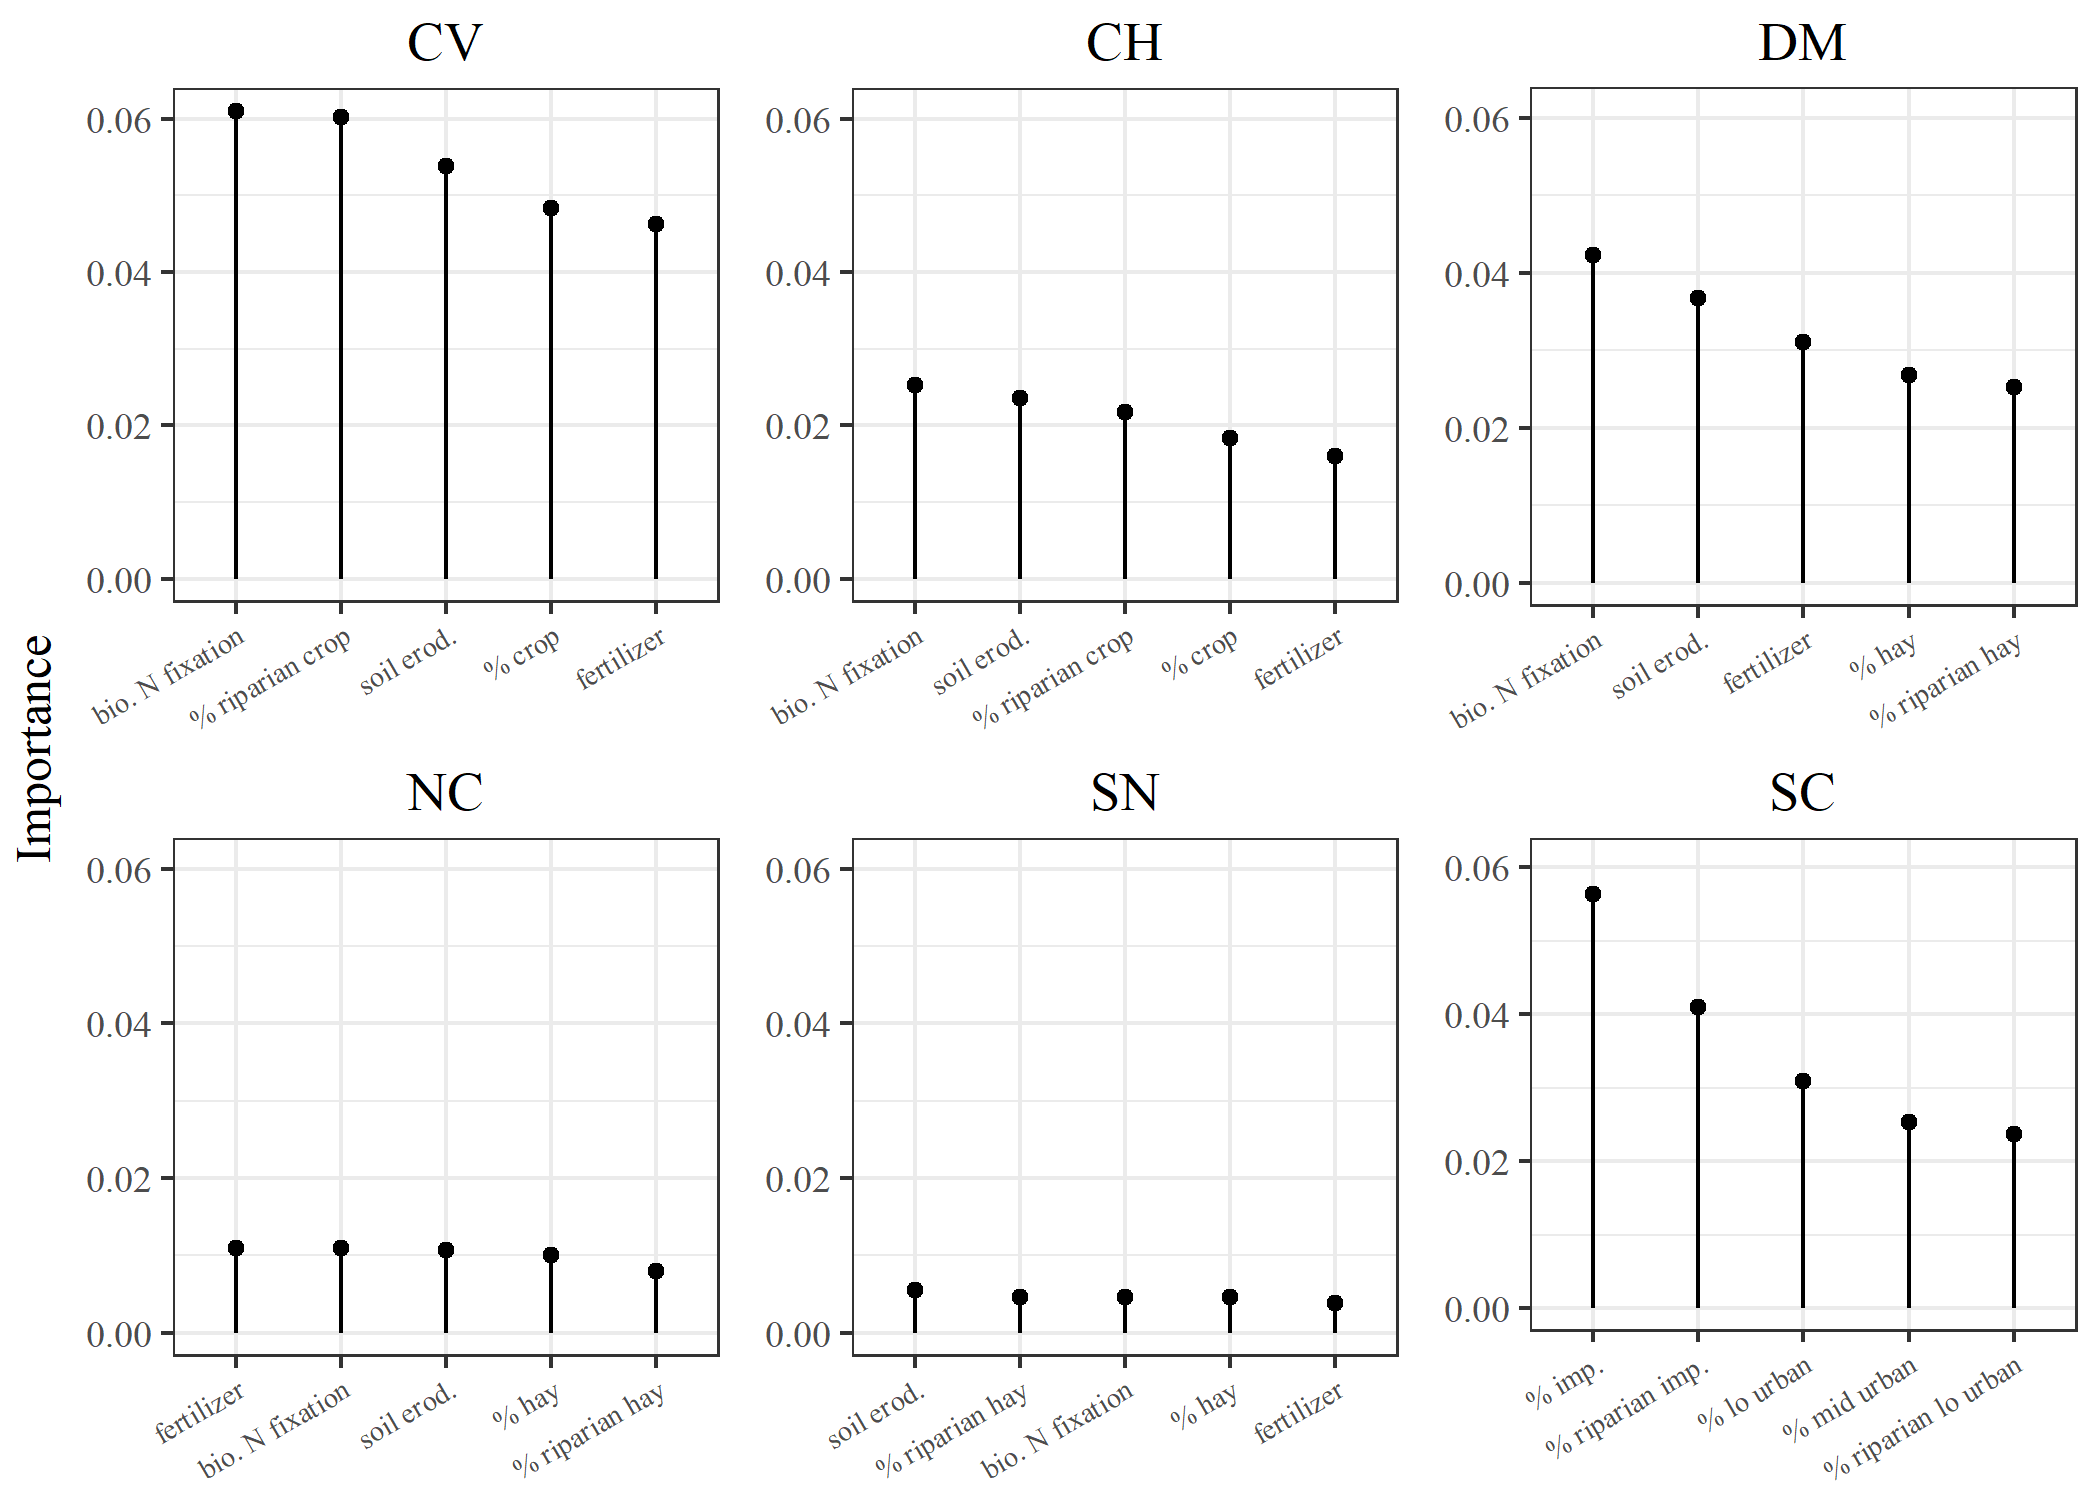 CV
CH
DM
0.06
0.04
0.02
0.00
bio. N fixation
% riparian crop
soil erod.
% crop
fertilizer
0.06
0.04
0.02
0.00
bio. N fixation
soil erod.
% riparian crop
% crop
fertilizer
0.06
0.04
0.02
0.00
bio. N fixation
soil erod.
fertilizer
% hay
% riparian hay
Importance
NC
SN
SC
0.06
0.04
0.02
0.00
fertilizer
bio. N fixation
soil erod.
% hay
% riparian hay
0.06
0.04
0.02
0.00
soil erod.
% riparian hay
bio. N fixation
% hay
fertilizer
0.06
0.04
0.02
0.00
% imp.
% riparian imp.
% lo urban
% mid urban
% riparian lo urban